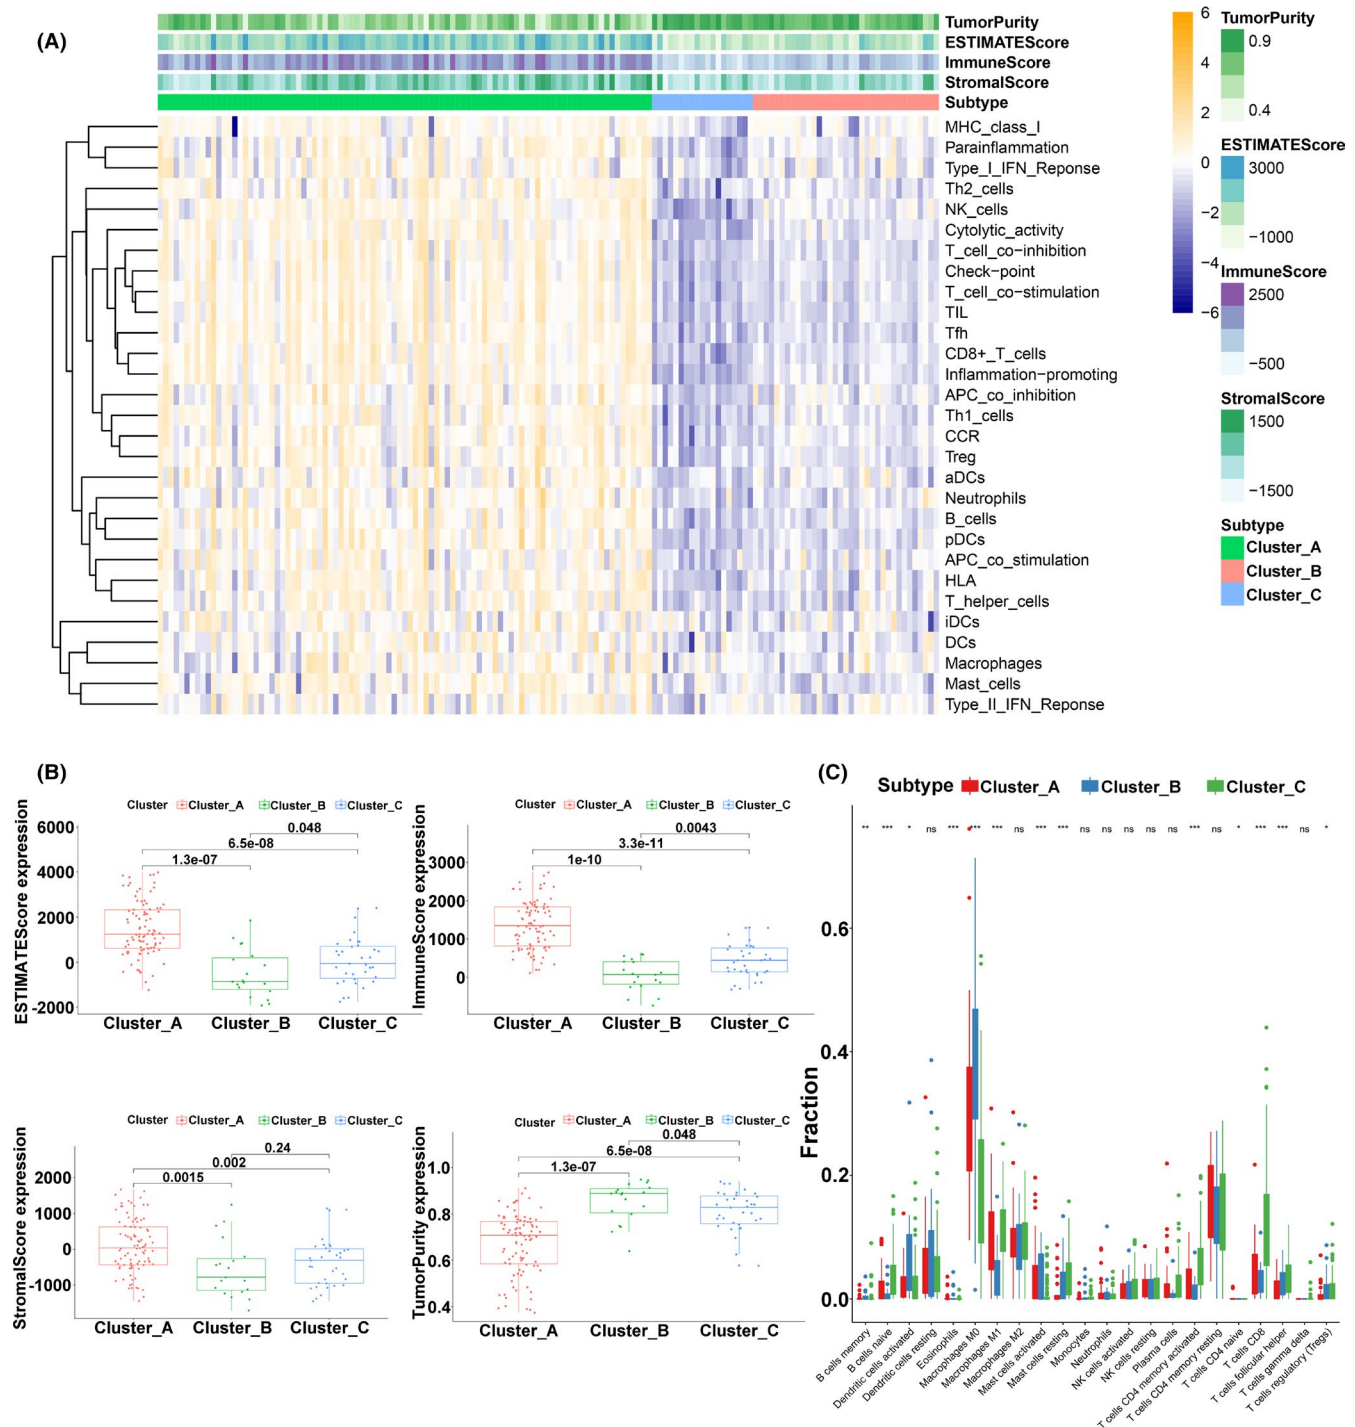 (A)
TumorPurity
ESTIMATEScore
ImmuneScore
StromalScore
Subtype
MHC_class_I
Parainflammation
Type_I_IFN_Reponse
Th2_cells
NK_cells
Cytolytic_activity
T_cell_co−inhibition
Check−point
T_cell_co−stimulation
TIL
Tfh
CD8+_T_cells
Inflammation−promoting
APC_co_inhibition
Th1_cells
CCR
Treg
aDCs
Neutrophils
B_cells
pDCs
APC_co_stimulation
HLA
T_helper_cells
iDCs
DCs
Macrophages
Mast_cells
Type_II_IFN_Reponse
6
4
2
0
−2
−4
−6
TumorPurity
0.9
0.4
ESTIMATEScore
3000
−1000
ImmuneScore
2500
−500
StromalScore
1500
−1500
Subtype
Cluster_A
Cluster_B
Cluster_C
(B)
Cluster Cluster_A Cluster_B Cluster_C
ESTIMATEScore expression
6000
4000
2000
0
-2000
0.048
6.5e-08
1.3e-07
Cluster_A Cluster_B Cluster_C
Cluster Cluster_A Cluster_B Cluster_C
ImmuneScore expression
3000
2000
1000
0
0.0043
3.3e-11
1e-10
Cluster_A Cluster_B Cluster_C
Cluster Cluster_A Cluster_B Cluster_C
StromalScore expression
2000
1000
0
-1000
0.24
0.002
0.0015
Cluster_A Cluster_B Cluster_C
Cluster Cluster_A Cluster_B Cluster_C
TumorPurity expression
1.0
0.8
0.6
0.4
0.048
6.5e-08
1.3e-07
Cluster_A Cluster_B Cluster_C
(C)
Subtype Cluster_A Cluster_B Cluster_C
** *** * ns *** *** *** ns *** *** ns ns ns ns ns *** ns * *** *** ns *
Fraction
0.6
0.4
0.2
0.0
B cells memory
B cells naive
Dendritic cells activated
Dendritic cells resting
Eosinophils
Macrophages M0
Macrophages M1
Macrophages M2
Mast cells activated
Mast cells resting
Monocytes
Neutrophils
NK cells activated
NK cells resting
Plasma cells
T cells CD4 memory activated
T cells CD4 memory resting
T cells CD4 naive
T cells CD8
T cells follicular helper
T cells gamma delta
T cells regulatory (Tregs)